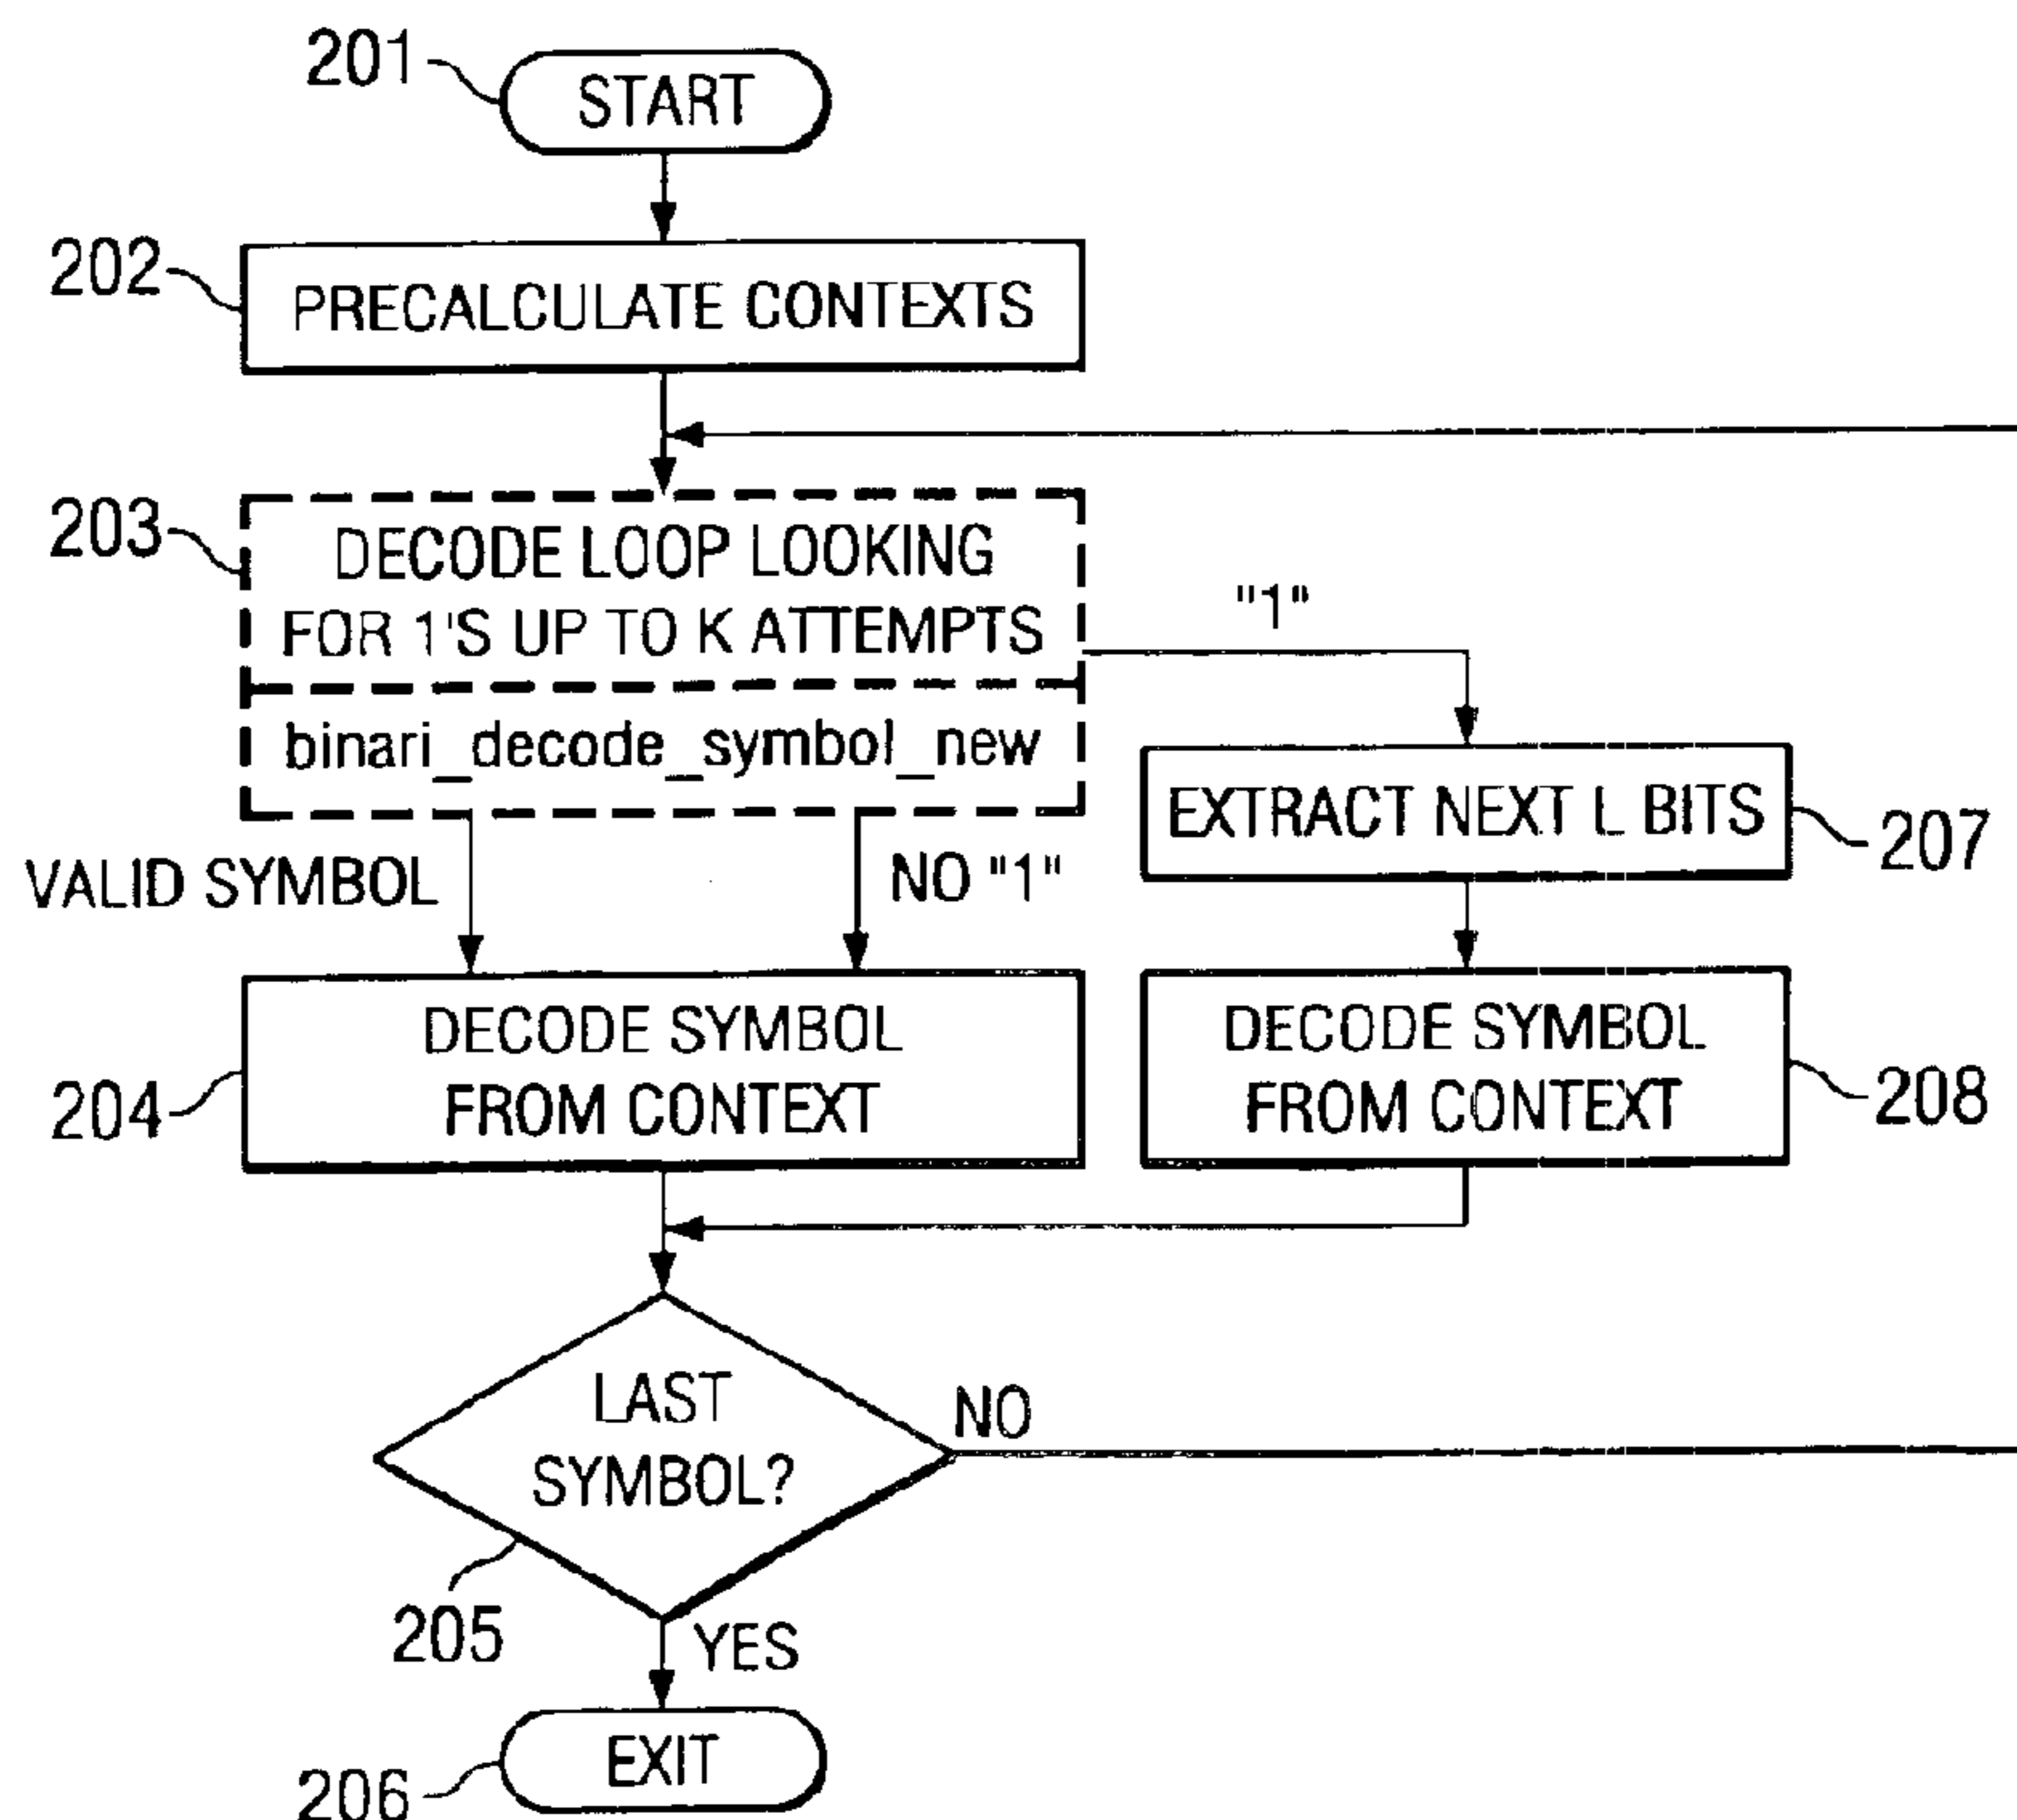 201
START
202
PRECALCULATE CONTEXTS
203
DECODE LOOP LOOKING
FOR 1'S UP TO K ATTEMPTS
"1"
binari_decode_symbol_new
EXTRACT NEXT L BITS
207
VALID SYMBOL
NO "1"
204
DECODE SYMBOL
FROM CONTEXT
DECODE SYMBOL
FROM CONTEXT
208
LAST
SYMBOL?
NO
205
YES
EXIT
206